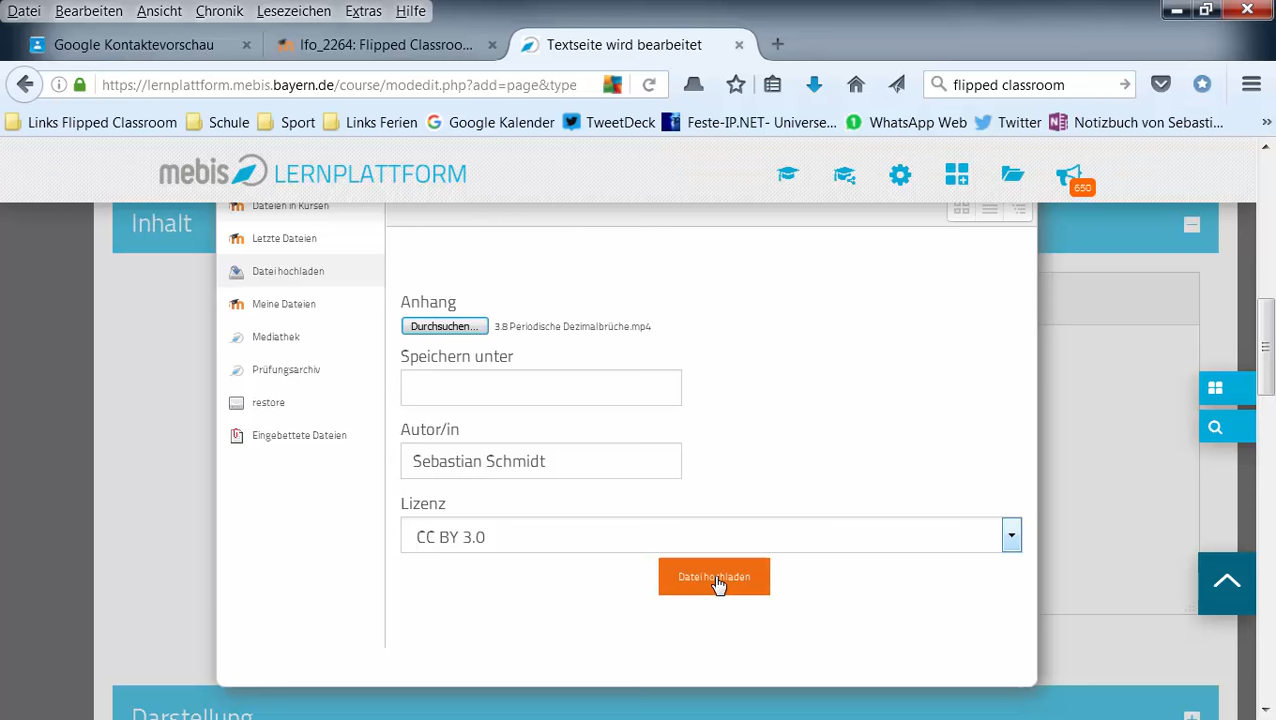 Datei Bearbeiten Ansicht Chronik Lesezeichen Extras Hilfe
Google Kontaktevorschau
lfo_2264: Flipped Classroo...
Textseite wird bearbeitet
https://lernplattform.mebis.bayern.de/course/modedit.php?add=page&type
flipped classroom
Links Flipped Classroom Schule Sport Links Ferien Google Kalender TweetDeck Feste-IP.NET- Universe... WhatsApp Web Twitter Notizbuch von Sebasti...
mebis LERNPLATTFORM
650
Inhalt
Dateien in Kursen
Letzte Dateien
Datei hochladen
Meine Dateien
Mediathek
Prüfungsarchiv
restore
Eingebettete Dateien
Anhang
Durchsuchen... 3.8 Periodische Dezimalbrüche.mp4
Speichern unter
Autor/in
Sebastian Schmidt
Lizenz
CC BY 3.0
Datei hochladen
Darstellung